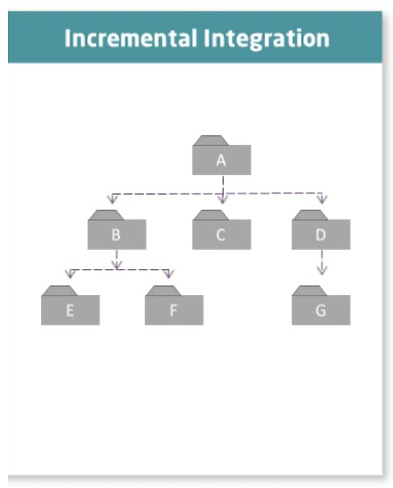 Incremental Integration
A
B C D
E F G